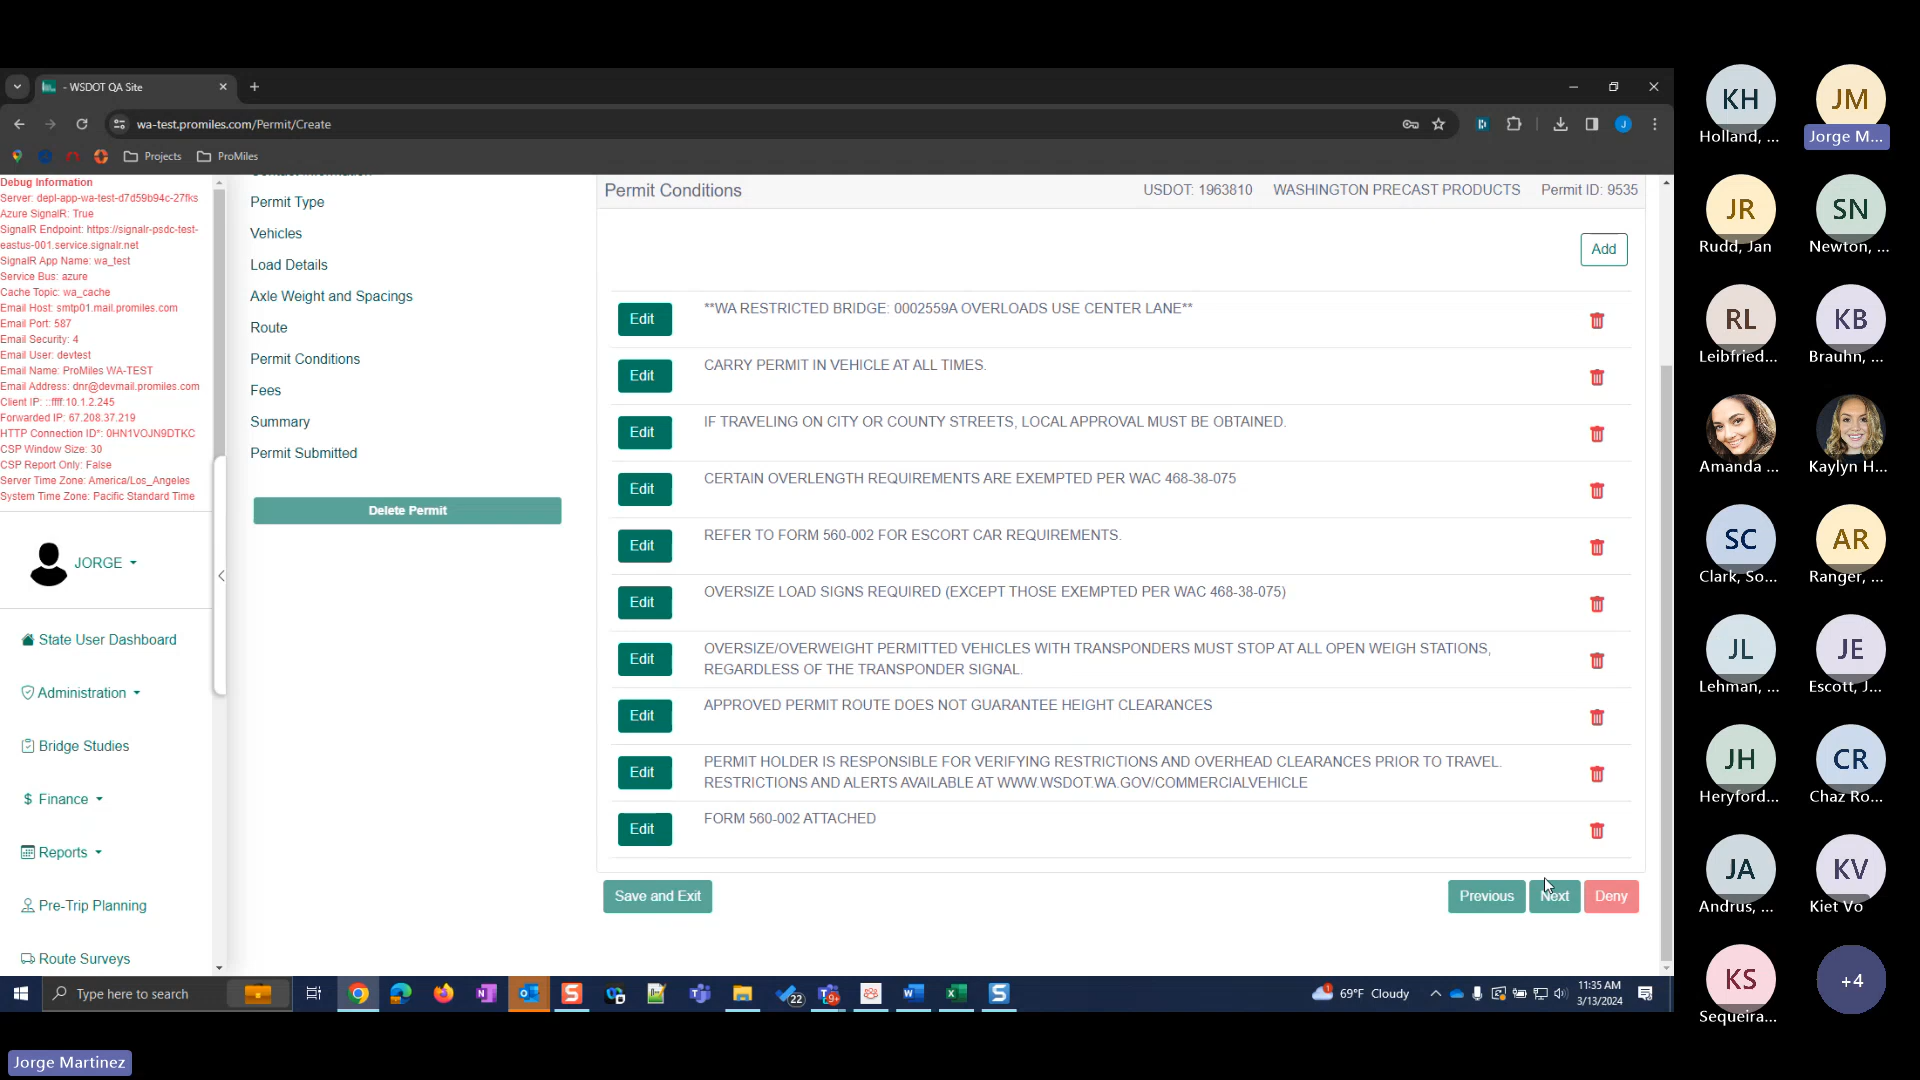 - WSDOT QA Site
wa-test.promiles.com/Permit/Create
Projects
ProMiles
Debug Information
Server: depl-app-wa-test-d7d59b94c-27fks
Azure SignalR: True
SignalR Endpoint: https://signalr-psdc-test-
eastus-001.service.signalr.net
SignalR App Name: wa_test
Service Bus: azure
Cache Topic: wa_cache
Email Host: smtp01.mail.promiles.com
Email Port: 587
Email Security: 4
Email User: devtest
Email Name: ProMiles WA-TEST
Email Address: dnr@devmail.promiles.com
Client IP: ::ffff:10.1.2.245
Forwarded IP: 67.208.37.219
HTTP Connection ID*: 0HN1VOJN9DTKC
CSP Window Size: 30
CSP Report Only: False
Server Time Zone: America/Los_Angeles
System Time Zone: Pacific Standard Time
JORGE
State User Dashboard
Administration
Bridge Studies
$ Finance
Reports
Pre-Trip Planning
Route Surveys
Permit Type
Vehicles
Load Details
Axle Weight and Spacings
Route
Permit Conditions
Fees
Summary
Permit Submitted
Delete Permit
Permit Conditions
USDOT: 1963810
WASHINGTON PRECAST PRODUCTS
Permit ID: 9535
Add
Edit
**WA RESTRICTED BRIDGE: 0002559A OVERLOADS USE CENTER LANE**
Edit
CARRY PERMIT IN VEHICLE AT ALL TIMES.
Edit
IF TRAVELING ON CITY OR COUNTY STREETS, LOCAL APPROVAL MUST BE OBTAINED.
Edit
CERTAIN OVERLENGTH REQUIREMENTS ARE EXEMPTED PER WAC 468-38-075
Edit
REFER TO FORM 560-002 FOR ESCORT CAR REQUIREMENTS.
Edit
OVERSIZE LOAD SIGNS REQUIRED (EXCEPT THOSE EXEMPTED PER WAC 468-38-075)
Edit
OVERSIZE/OVERWEIGHT PERMITTED VEHICLES WITH TRANSPONDERS MUST STOP AT ALL OPEN WEIGH STATIONS,
REGARDLESS OF THE TRANSPONDER SIGNAL.
Edit
APPROVED PERMIT ROUTE DOES NOT GUARANTEE HEIGHT CLEARANCES
Edit
PERMIT HOLDER IS RESPONSIBLE FOR VERIFYING RESTRICTIONS AND OVERHEAD CLEARANCES PRIOR TO TRAVEL.
RESTRICTIONS AND ALERTS AVAILABLE AT WWW.WSDOT.WA.GOV/COMMERCIALVEHICLE
Edit
FORM 560-002 ATTACHED
Save and Exit
Previous
Next
Deny
Type here to search
22
9+
69°F Cloudy
11:35 AM
3/13/2024
KH
Holland, ...
JM
Jorge M...
JR
Rudd, Jan
SN
Newton, ...
RL
Leibfried...
KB
Brauhn, ...
Amanda ...
Kaylyn H...
SC
Clark, So...
AR
Ranger, ...
JL
Lehman, ...
JE
Escott, J...
JH
Heryford...
CR
Chaz Ro...
JA
Andrus, ...
KV
Kiet Vo
KS
Sequeira...
+4
Jorge Martinez